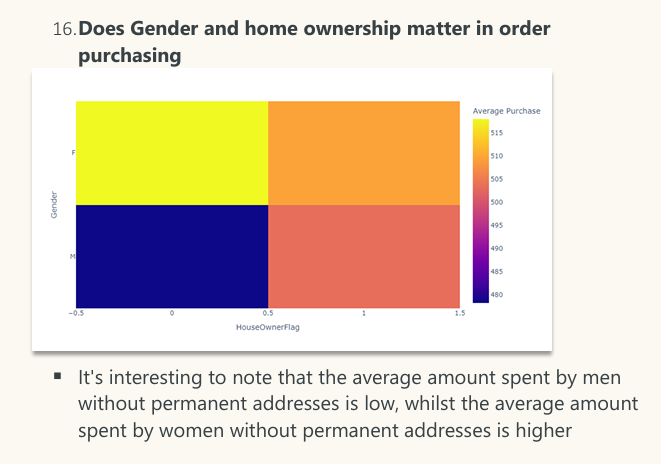 16.Does Gender and home ownership matter in order
purchasing
Average Purchase
515
510
505
500
495
490
485
480
F
M
Gender
−0.5
0
0.5
1
1.5
HouseOwnerFlag
▪ It's interesting to note that the average amount spent by men
without permanent addresses is low, whilst the average amount
spent by women without permanent addresses is higher